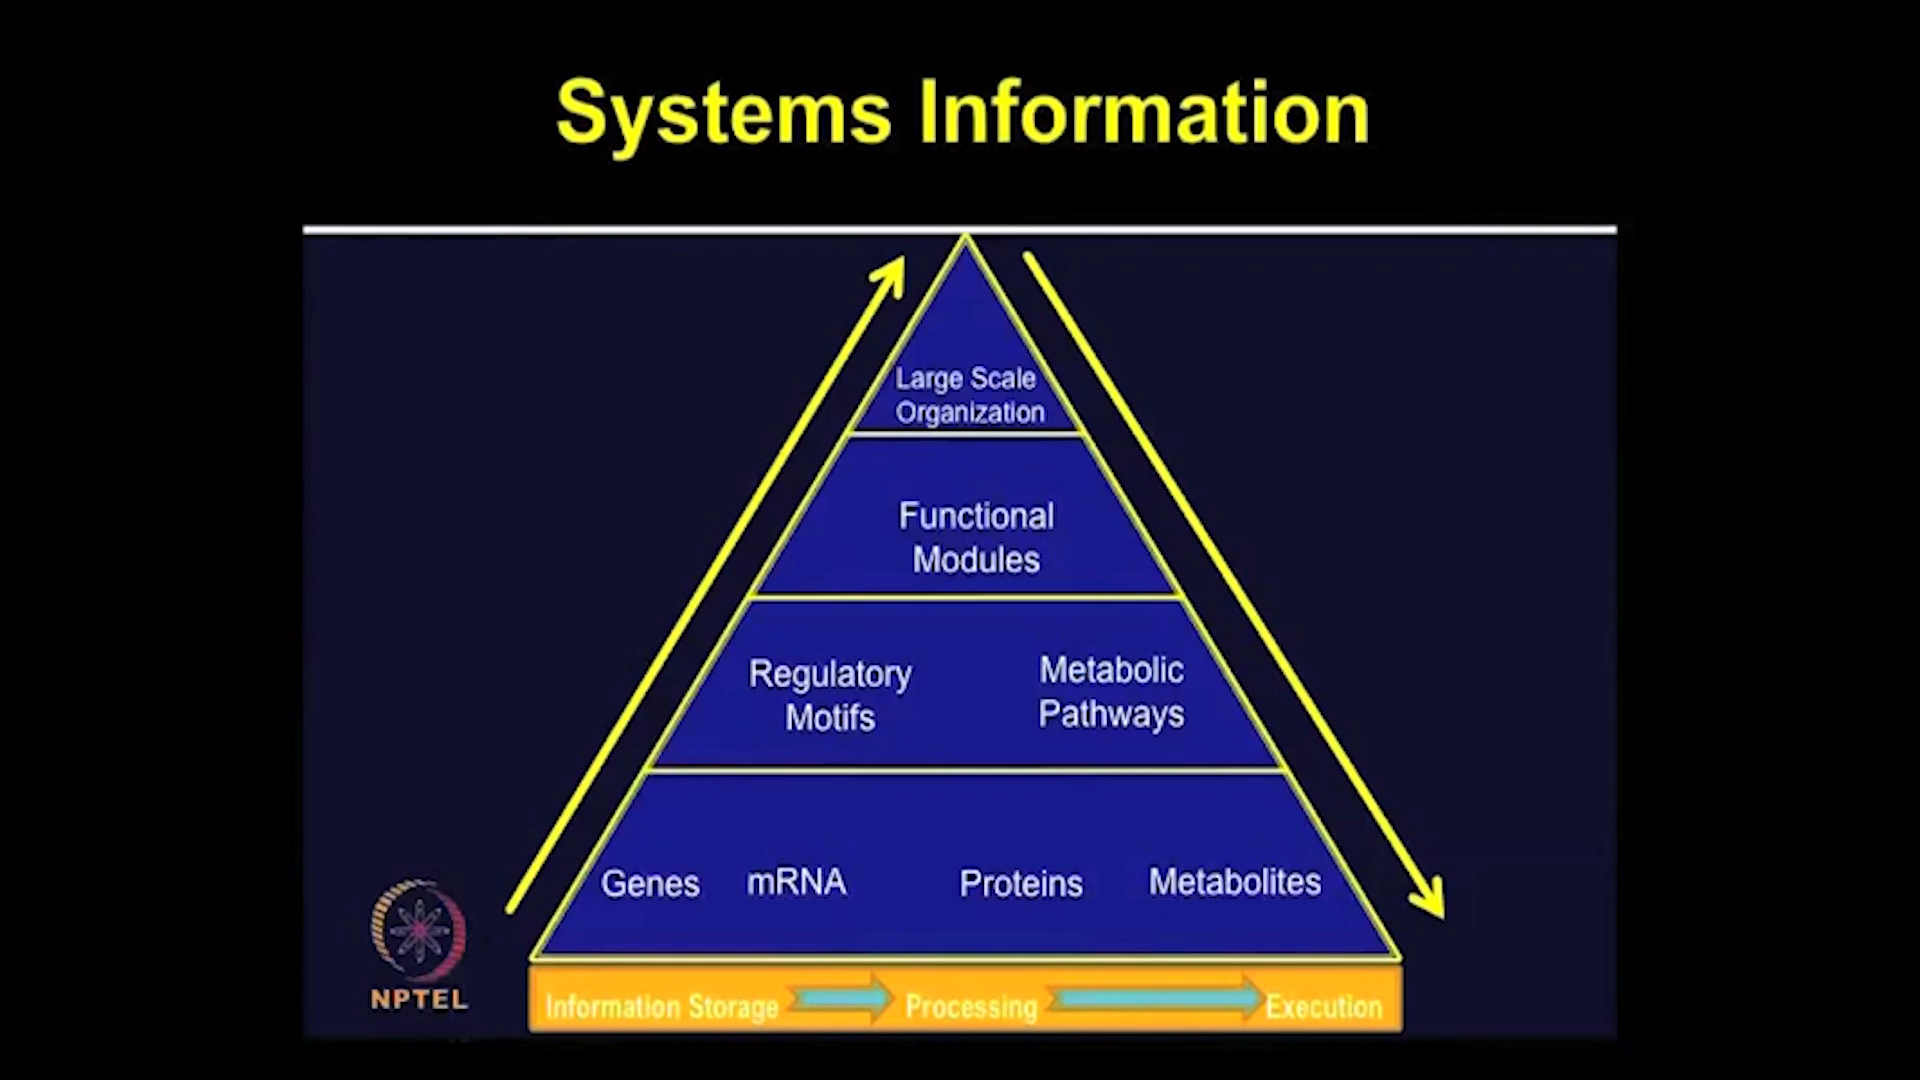 Systems Information
Large Scale
Organization
Functional
Modules
Regulatory
Motifs
Metabolic
Pathways
Genes mRNA Proteins Metabolites
NPTEL
Information Storage Processing Execution